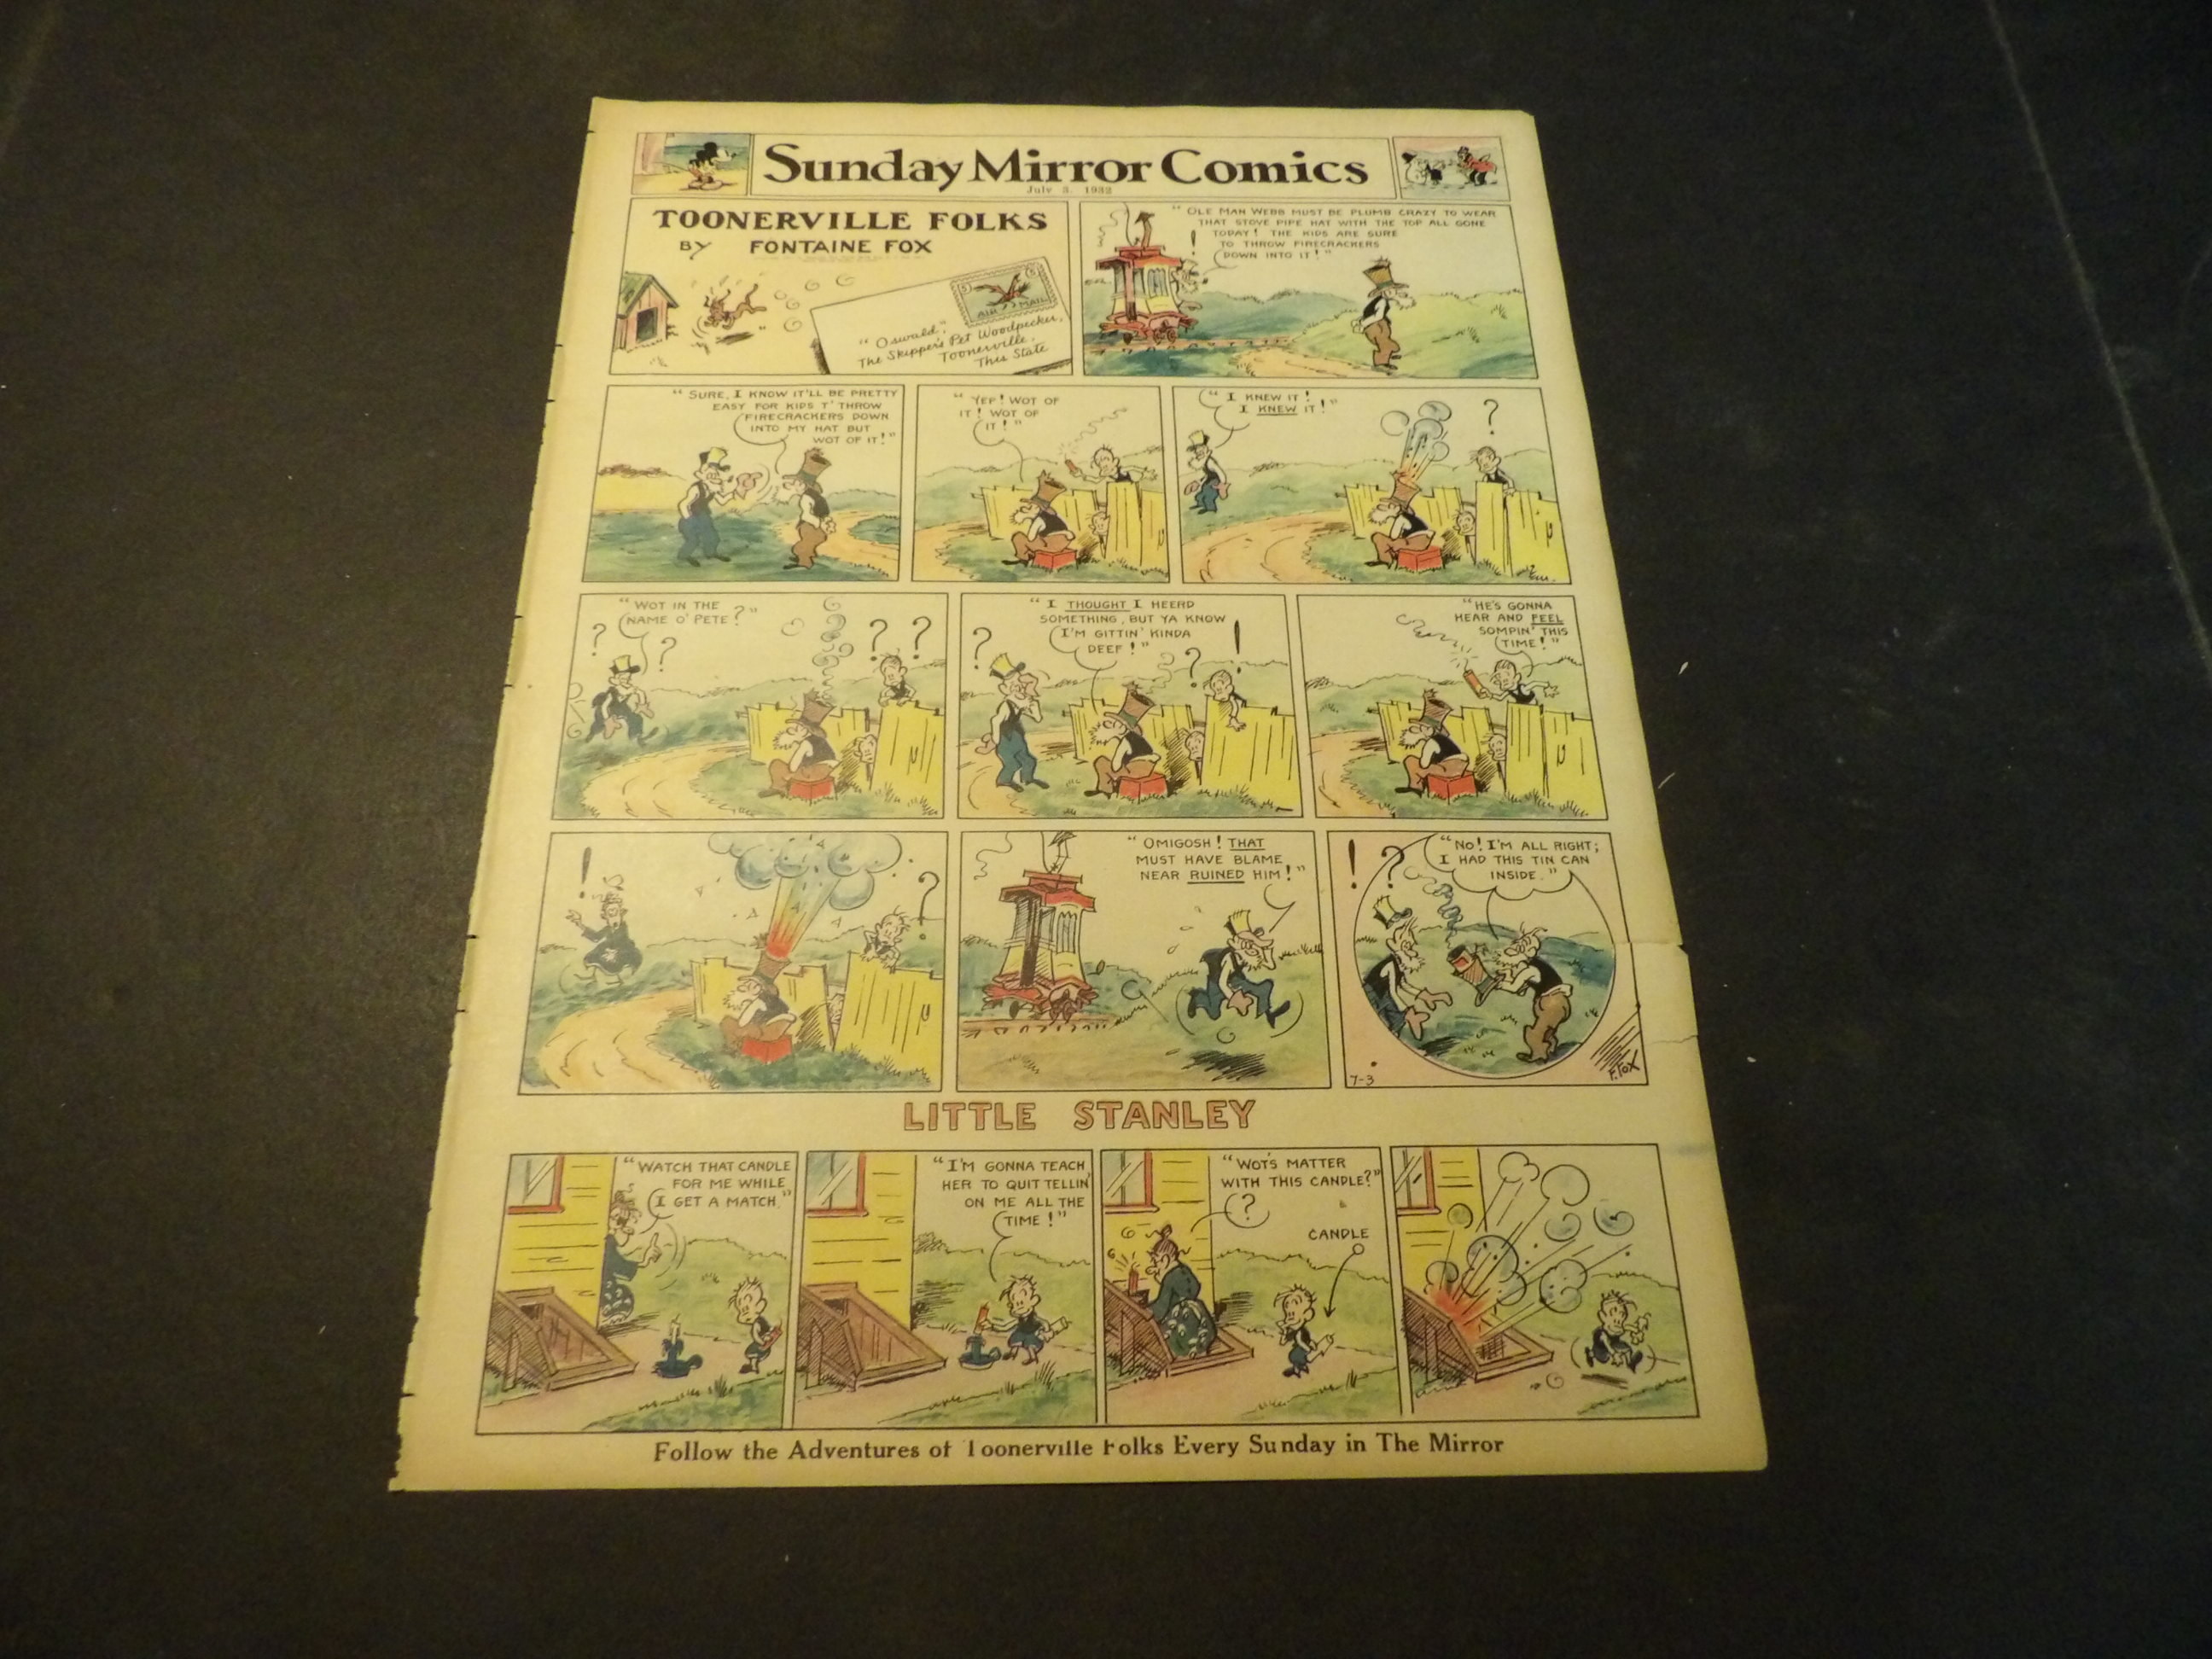 Sunday Mirror Comics
July 3, 1932
TOONERVILLE FOLKS
BY FONTAINE FOX
5
AIR MAIL
"Oswald",
The Skipper's Pet Woodpecker,
Toonerville,
This State
"OLE MAN WEBB MUST BE PLUMB CRAZY TO WEAR
THAT STOVE PIPE HAT WITH THE TOP ALL GONE
TODAY! THE KIDS ARE SURE
TO THROW FIRECRACKERS
DOWN INTO IT!"
!
"SURE, I KNOW IT'LL BE PRETTY
EASY FOR KIDS T' THROW
FIRECRACKERS DOWN
INTO MY HAT BUT
WOT OF IT!"
"YEP! WOT OF
IT! WOT OF
IT!"
"I KNEW IT!
I KNEW IT!"
?
"WOT IN THE
NAME O' PETE?"
? ? ? ?
"I THOUGHT I HEERD
SOMETHING, BUT YA KNOW
I'M GITTIN' KINDA
DEEF!"
? ? !
"HE'S GONNA
HEAR AND FEEL
SOMPIN' THIS
TIME!"
! ?
"OMIGOSH! THAT
MUST HAVE BLAME
NEAR RUINED HIM!"
! ?
"NO! I'M ALL RIGHT;
I HAD THIS TIN CAN
INSIDE."
7-3
F. FOX
LITTLE STANLEY
"WATCH THAT CANDLE
FOR ME WHILE
I GET A MATCH."
"I'M GONNA TEACH
HER TO QUIT TELLIN'
ON ME ALL THE
TIME!"
"WOT'S MATTER
WITH THIS CANDLE?"
?
CANDLE
Follow the Adventures of Toonerville Folks Every Sunday in The Mirror